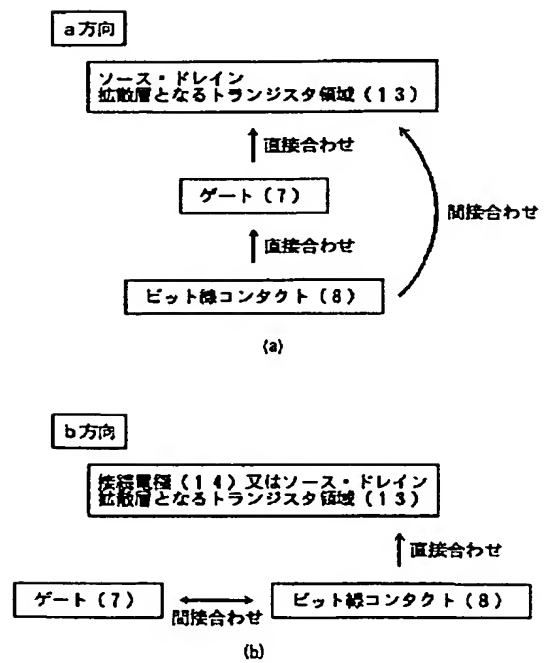 a方向
ソース・ドレイン
拡散層となるトランジスタ領域(13)
直接合わせ
ゲート(7)
間接合わせ
直接合わせ
ビット線コンタクト(8)
(a)
b方向
接続電極(14)又はソース・ドレイン
拡散層となるトランジスタ領域(13)
直接合わせ
ゲート(7)
間接合わせ
ビット線コンタクト(8)
(b)